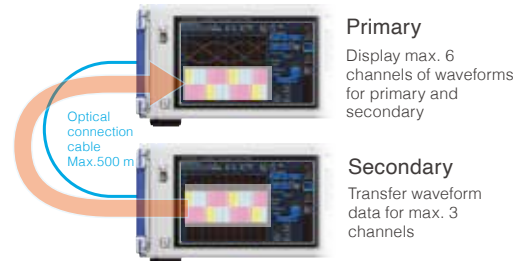 Primary
Display max. 6
channels of waveforms
for primary and
secondary
Optical
connection
cable
Max.500 m
Secondary
Transfer waveform
data for max. 3
channels